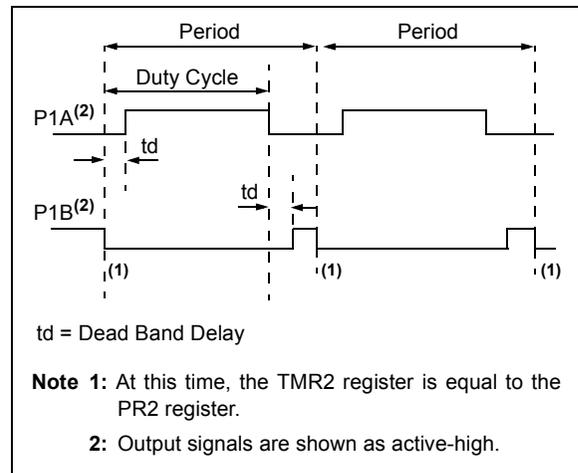 Period Period
Duty Cycle
P1A(2)
td
td
P1B(2)
(1) (1) (1)
td = Dead Band Delay
Note 1: At this time, the TMR2 register is equal to the
PR2 register.
2: Output signals are shown as active-high.